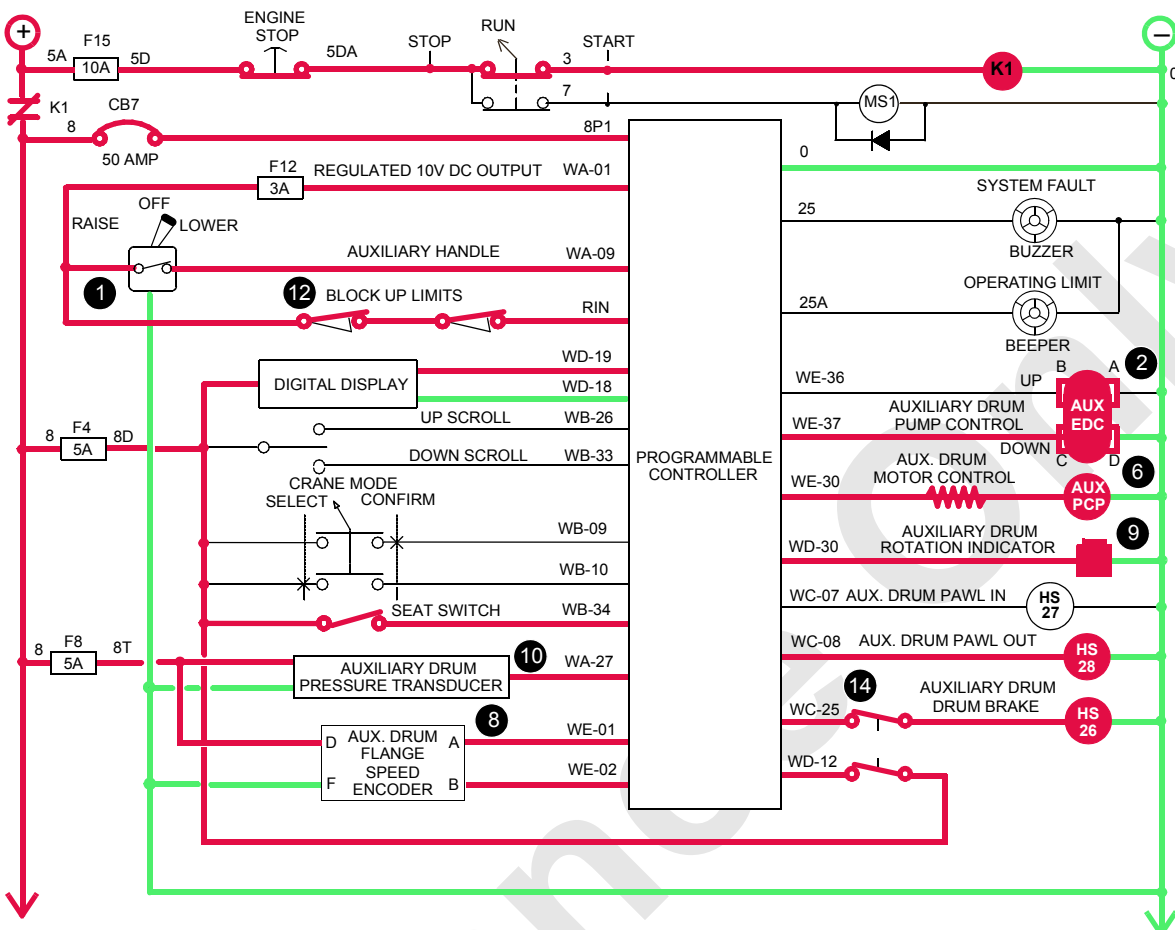 +
−
ENGINE
STOP
F15
5A
10A
5D
5DA
STOP
RUN
3
START
K1
0
7
MS1
K1
8
CB7
50 AMP
8P1
0
F12
3A
REGULATED 10V DC OUTPUT
WA-01
OFF
RAISE
LOWER
AUXILIARY HANDLE
WA-09
1
12
BLOCK UP LIMITS
RIN
DIGITAL DISPLAY
WD-19
WD-18
UP SCROLL
WB-26
8
F4
5A
8D
DOWN SCROLL
WB-33
CRANE MODE
SELECT
CONFIRM
WB-09
WB-10
SEAT SWITCH
WB-34
8
F8
5A
8T
AUXILIARY DRUM
PRESSURE TRANSDUCER
10
WA-27
8
D
AUX. DRUM
FLANGE
SPEED
ENCODER
A
F
B
WE-01
WE-02
PROGRAMMABLE
CONTROLLER
25
SYSTEM FAULT
BUZZER
25A
OPERATING LIMIT
BEEPER
WE-36
UP
B
A
2
AUX
EDC
WE-37
AUXILIARY DRUM
PUMP CONTROL
DOWN
C
D
WE-30
AUX. DRUM
MOTOR CONTROL
AUX
PCP
6
WD-30
AUXILIARY DRUM
ROTATION INDICATOR
9
WC-07
AUX. DRUM PAWL IN
HS
27
WC-08
AUX. DRUM PAWL OUT
HS
28
WC-25
14
AUXILIARY DRUM
DRUM BRAKE
HS
26
WD-12